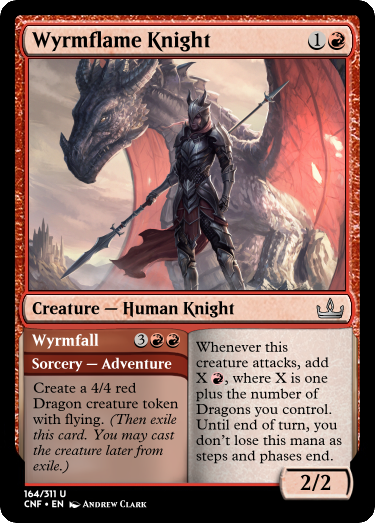 Wyrmflame Knight 1
Creature — Human Knight
Wyrmfall 3
Sorcery — Adventure
Create a 4/4 red
Dragon creature token
with flying. (Then exile
this card. You may cast
the creature later from
exile.)
Whenever this
creature attacks, add
X , where X is one
plus the number of
Dragons you control.
Until end of turn, you
don't lose this mana as
steps and phases end.
2/2
164/311 U
CNF • EN Andrew Clark